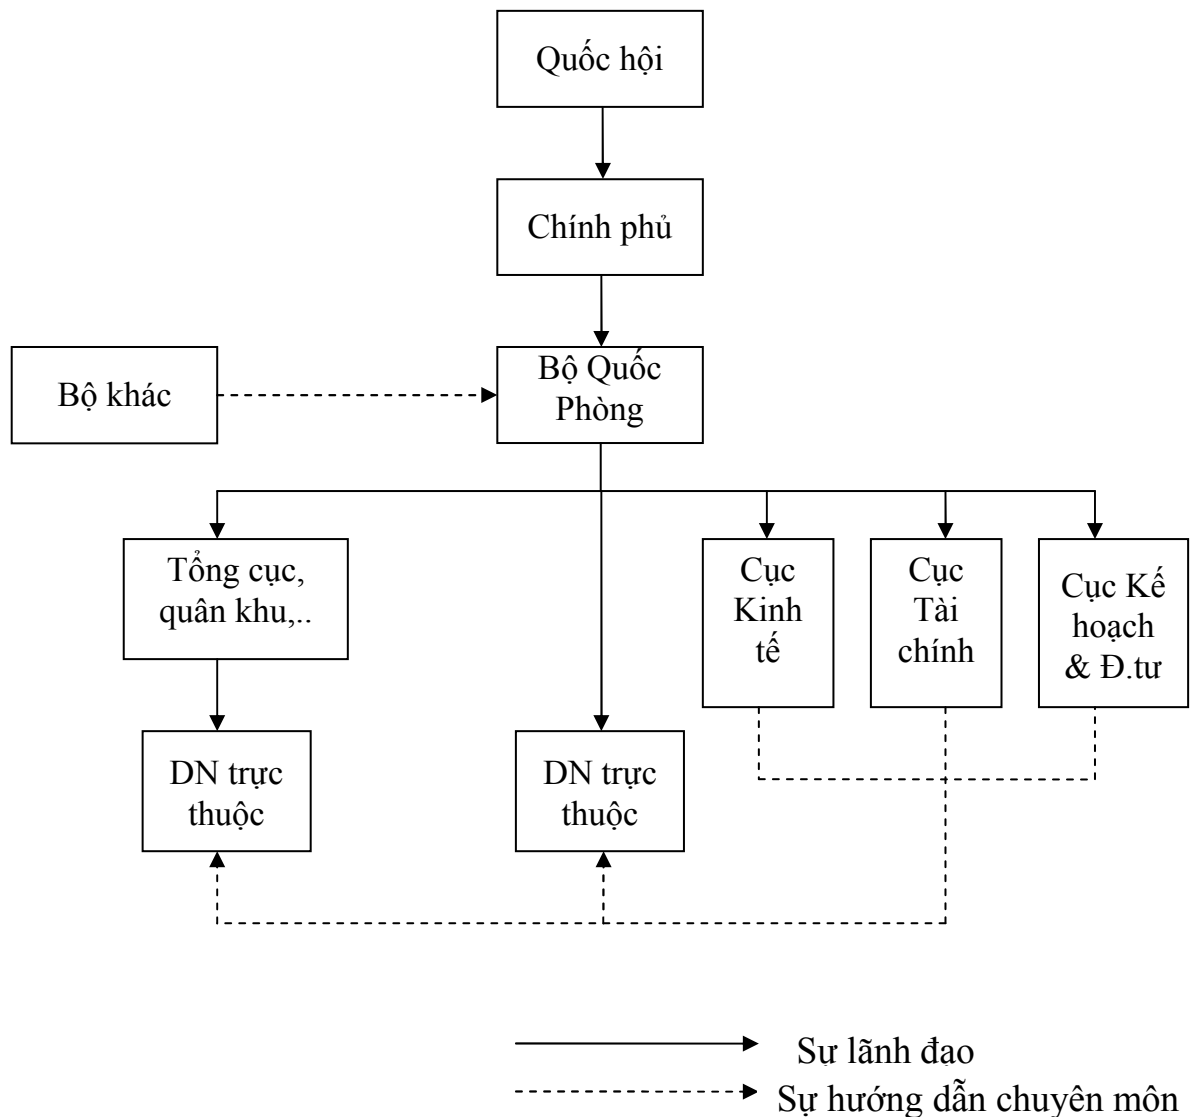 Quốc hội
Chính phủ
Bộ khác
Bộ Quốc
Phòng
Tổng cục,
quân khu,..
Cục
Kinh
tế
Cục
Tài
chính
Cục Kế
hoạch
& Đ.tư
DN trực
thuộc
DN trực
thuộc
Sự lãnh đạo
Sự hướng dẫn chuyên môn